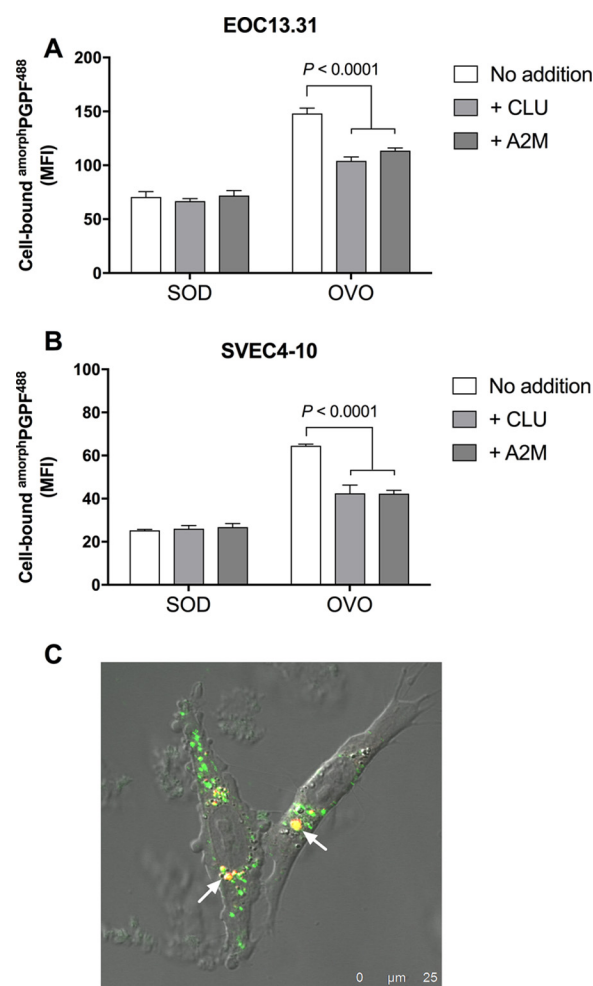 EOC13.31
A
200
150
100
50
0
Cell-bound amorphPGPF488
(MFI)
P < 0.0001
SOD
OVO
No addition
+ CLU
+ A2M
B
SVEC4-10
100
80
60
40
20
0
Cell-bound amorphPGPF488
(MFI)
P < 0.0001
SOD
OVO
No addition
+ CLU
+ A2M
C
0 µm 25